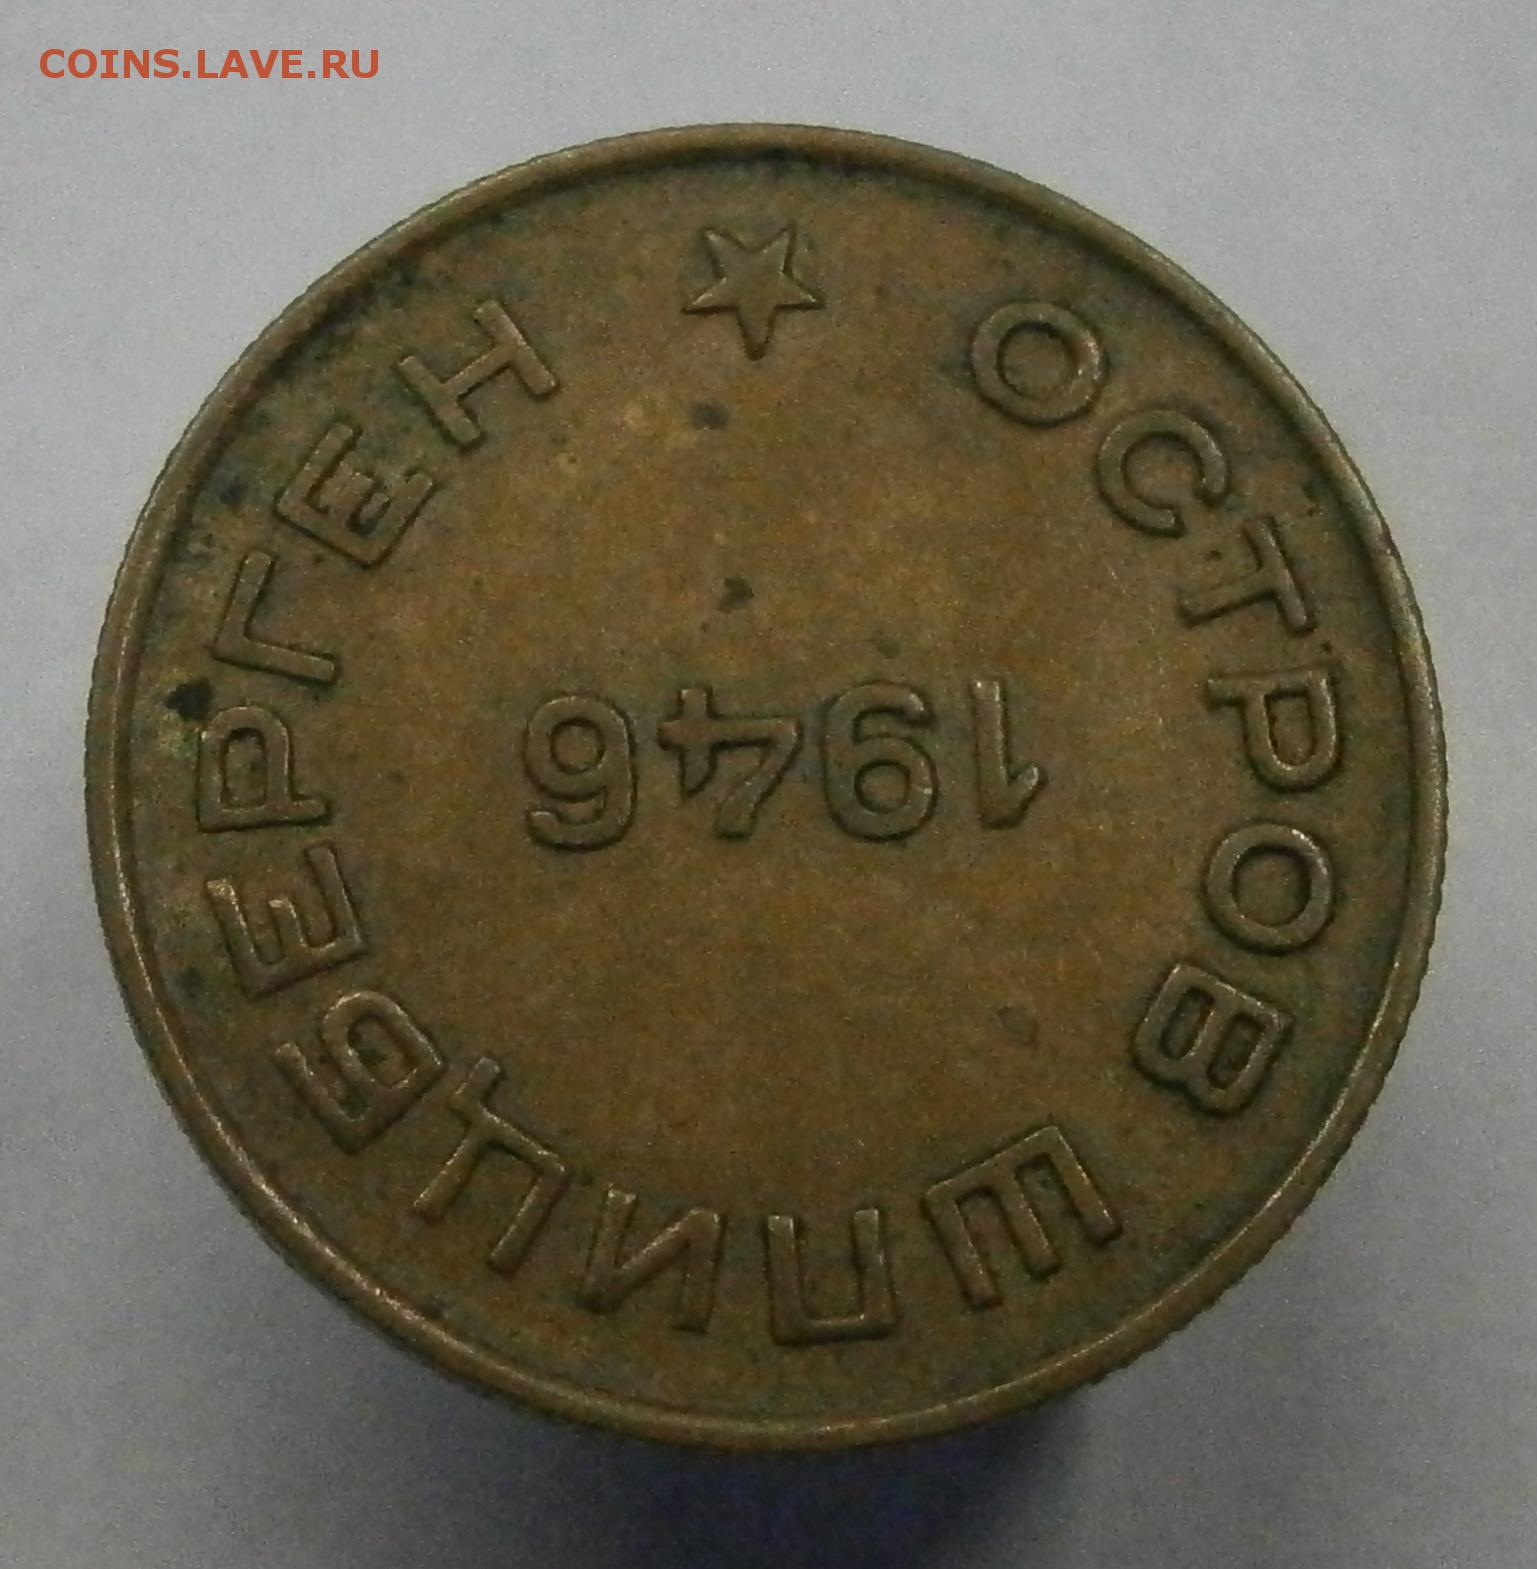 COINS.LAVE.RU
ОСТРОВ ШПИЦБЕРГЕН
1946